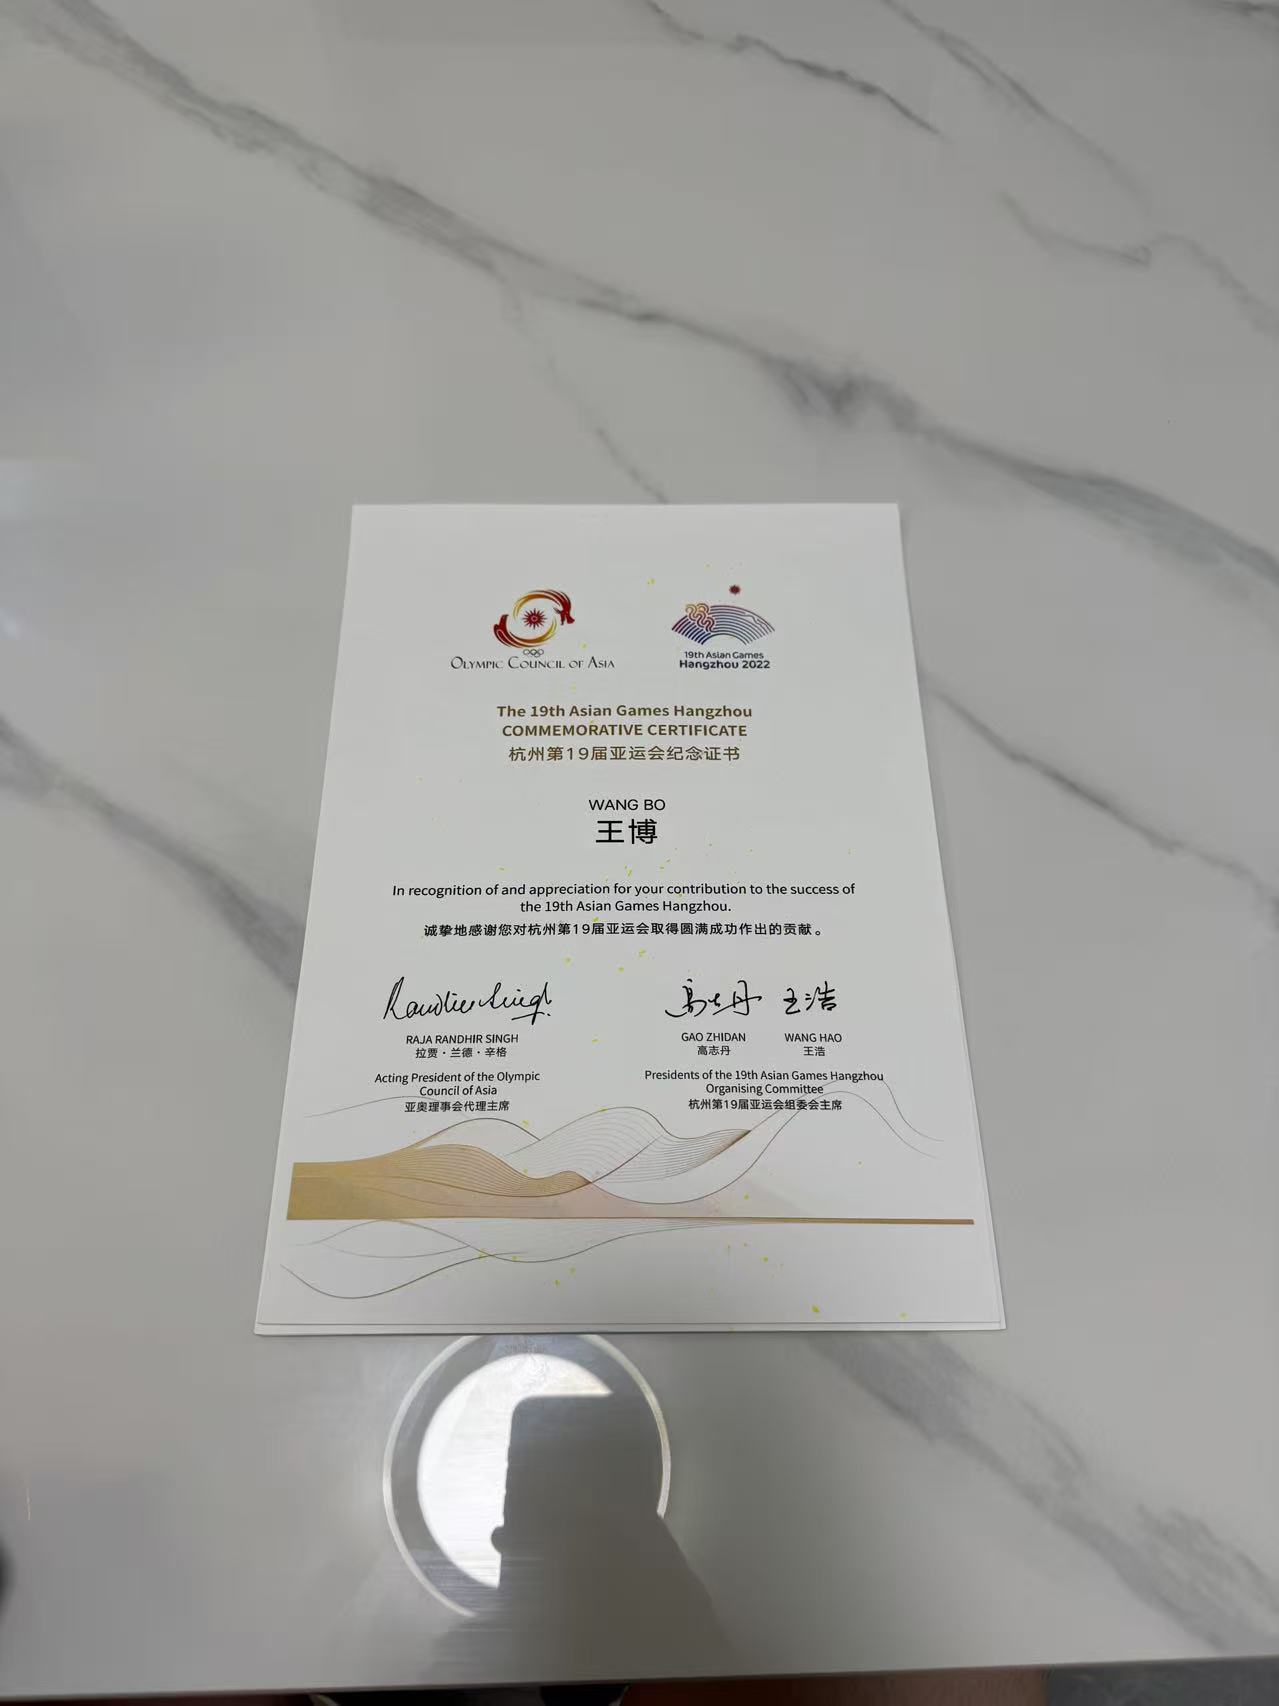 OLYMPIC COUNCIL OF ASIA
19th Asian Games
Hangzhou 2022
The 19th Asian Games Hangzhou
COMMEMORATIVE CERTIFICATE
杭州第19届亚运会纪念证书
WANG BO
王博
In recognition of and appreciation for your contribution to the success of
the 19th Asian Games Hangzhou.
诚挚地感谢您对杭州第19届亚运会取得圆满成功作出的贡献。
Randhir Singh
高志丹 王浩
RAJA RANDHIR SINGH
拉贾·兰德·辛格
GAO ZHIDAN WANG HAO
高志丹 王浩
Acting President of the Olympic
Council of Asia
亚奥理事会代理主席
Presidents of the 19th Asian Games Hangzhou
Organising Committee
杭州第19届亚运会组委会主席